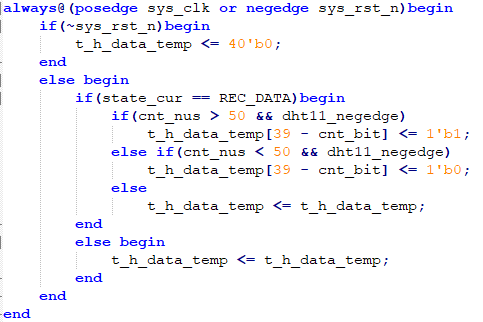 always@(posedge sys_clk or negedge sys_rst_n)begin
    if(~sys_rst_n)begin
        t_h_data_temp <= 40'b0;
    end
    else begin
        if(state_cur == REC_DATA)begin
            if(cnt_nus > 50 && dht11_negedge)
                t_h_data_temp[39 - cnt_bit] <= 1'b1;
            else if(cnt_nus < 50 && dht11_negedge)
                t_h_data_temp[39 - cnt_bit] <= 1'b0;
            else
                t_h_data_temp <= t_h_data_temp;
        end
        else begin
            t_h_data_temp <= t_h_data_temp;
        end
    end
end